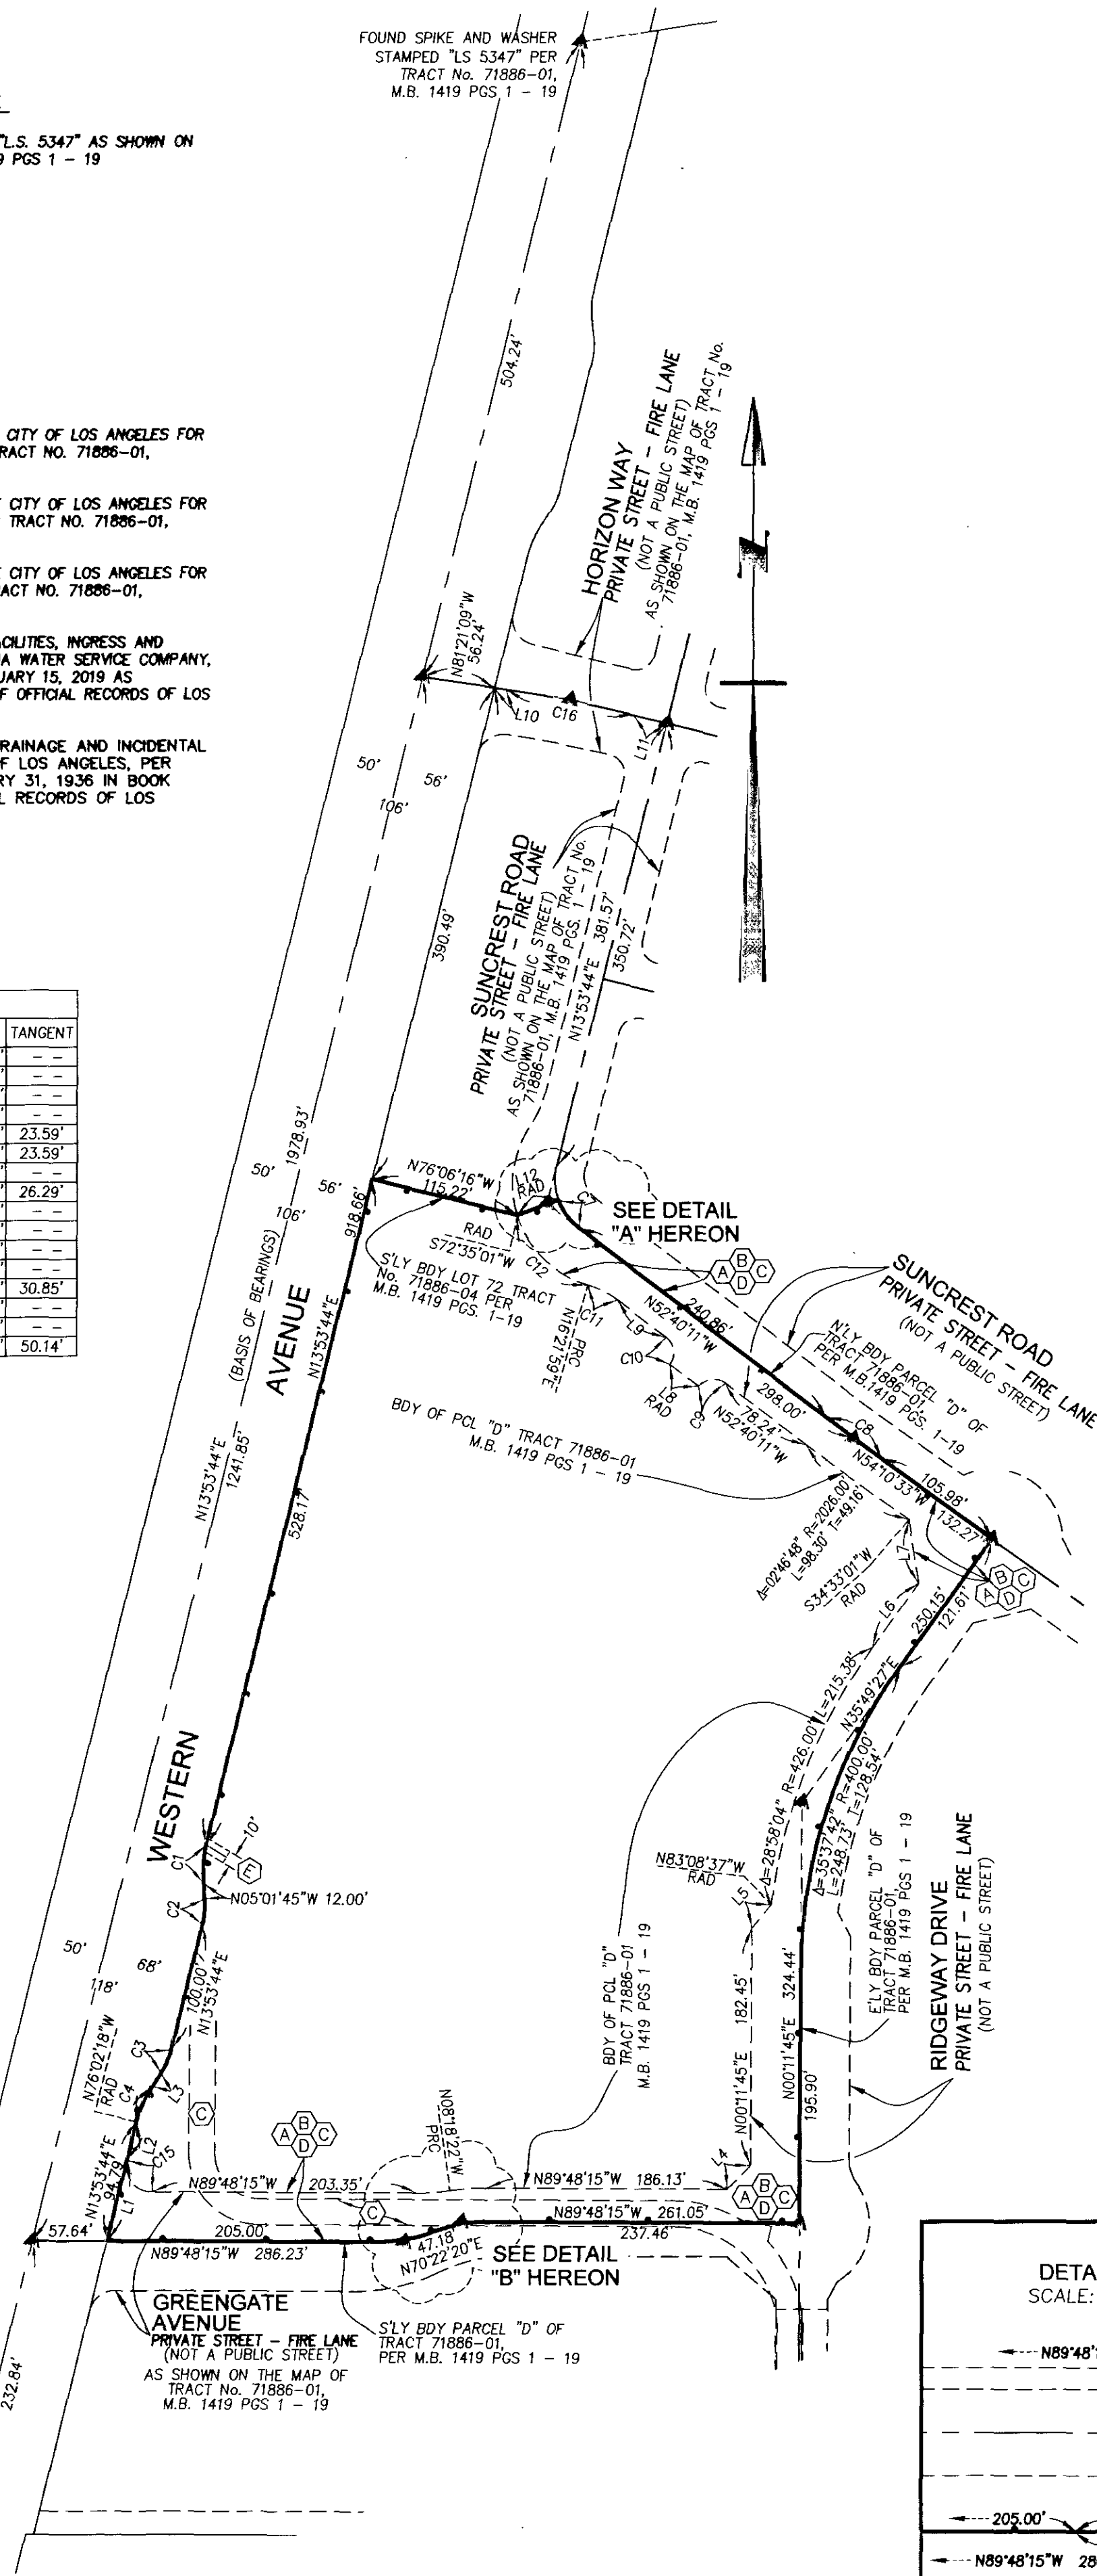 FOUND SPIKE AND WASHER
STAMPED "LS 5347" PER
TRACT No. 71886-01,
M.B. 1419 PGS 1 - 19
"L.S. 5347" AS SHOWN ON
PGS 1 - 19
CITY OF LOS ANGELES FOR
TRACT NO. 71886-01,
CITY OF LOS ANGELES FOR
TRACT NO. 71886-01,
CITY OF LOS ANGELES FOR
TRACT NO. 71886-01,
INGRESS AND
WATER SERVICE COMPANY,
15, 2019 AS
OF OFFICIAL RECORDS OF LOS
DRAINAGE AND INCIDENTAL
OF LOS ANGELES, PER
31, 1936 IN BOOK
RECORDS OF LOS
TANGENT
- -
- -
- -
- -
23.59'
23.59'
- -
26.29'
- -
- -
- -
- -
30.85'
- -
- -
50.14'
504.24'
HORIZON WAY
PRIVATE STREET - FIRE LANE
(NOT A PUBLIC STREET)
AS SHOWN ON THE MAP OF TRACT No.
71886-01, M.B. 1419 PGS 1 - 19
N81°21'09"W
56.24'
L10
C16
L11
50'
56'
106'
390.49'
SUNCREST ROAD
PRIVATE STREET - FIRE LANE
(NOT A PUBLIC STREET)
AS SHOWN ON THE MAP OF TRACT No.
71886-01, M.B. 1419 PGS. 1 - 19
N13°53'44"E 381.57'
350.72'
1978.93'
50'
56'
106'
918.66'
N76°06'16"W
115.22'
L12
RAD
SEE DETAIL
"A" HEREON
RAD
S72°35'01"W
C12
S'LY BDY LOT 72 TRACT
No. 71886-04 PER
M.B. 1419 PGS. 1-19
C11
N16°21'59"E
PRC
L9
C10
L8
RAD
C9
A B C D
N52°40'11"W
240.86'
298.00'
78.24'
N52°40'11"W
SUNCREST ROAD
PRIVATE STREET - FIRE LANE
(NOT A PUBLIC STREET)
N'LY BDY PARCEL "D" OF
TRACT 71886-01,
PER M.B.1419 PGS. 1-19
C8
N54°10'33"W
105.98'
132.27'
BDY OF PCL "D" TRACT 71886-01
M.B. 1419 PGS 1 - 19
Δ=02°46'48" R=2026.00'
L=98.30' T=49.16'
S34°33'01"W
RAD
L7
A B C D
L6
250.15'
121.61'
N35°49'27"E
(BASIS OF BEARINGS)
AVENUE
N13°53'44"E
N13°53'44"E
1241.85'
528.17'
WESTERN
Δ=28°58'04" R=426.00' L=215.38'
Δ=35°37'42" R=400.00'
L=248.73' T=128.54'
N83°08'37"W
RAD
L5
C1
10'
E
N05°01'45"W 12.00'
C2
50'
68'
118'
100.00'
N13°53'44"E
C3
N76°02'18"W
RAD
L3
C4
C
BDY OF PCL "D"
TRACT 71886-01
M.B. 1419 PGS 1 - 19
N00°11'45"E 182.45'
N00°11'45"E 324.44'
195.90'
E'LY BDY PARCEL "D" OF
TRACT 71886-01,
PER M.B. 1419 PGS 1 - 19
RIDGEWAY DRIVE
PRIVATE STREET - FIRE LANE
(NOT A PUBLIC STREET)
A B C D
N08°18'22"W
PRC
L2
C15
N13°53'44"E
94.79'
L1
N89°48'15"W 203.35'
N89°48'15"W 186.13'
L4
A B C D
C
N89°48'15"W 261.05'
237.46'
57.64'
205.00'
N89°48'15"W 286.23'
47.18'
N70°22'20"E
SEE DETAIL
"B" HEREON
GREENGATE
AVENUE
PRIVATE STREET - FIRE LANE
(NOT A PUBLIC STREET)
AS SHOWN ON THE MAP OF
TRACT No. 71886-01,
M.B. 1419 PGS 1 - 19
S'LY BDY PARCEL "D" OF
TRACT 71886-01,
PER M.B. 1419 PGS 1 - 19
232.84'
SCALE:
N89°48'
205.00'
N89°48'15"W